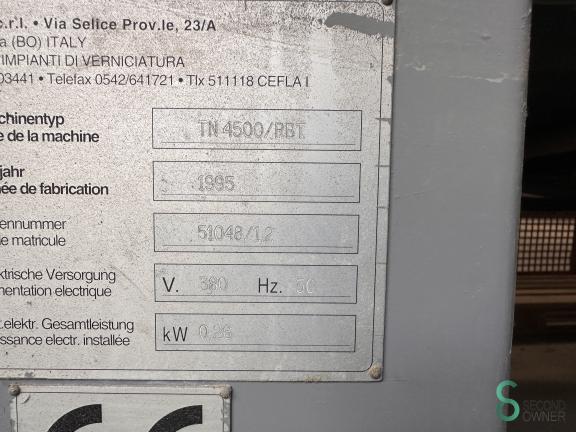 c.r.l. • Via Selice Prov.le, 23/A
a (BO) ITALY
'IMPIANTI DI VERNICIATURA
03441 • Telefax 0542/641721 • Tlx 511118 CEFLA I
chinentyp
e de la machine
TN 4500/RBT
jahr
ée de fabrication
1995
ennummer
e matricule
51048/12
ktrische Versorgung
mentation electrique
V. 380 Hz. 50
t.elektr. Gesamtleistung
issance electr. installée
kW 0.26
CE
SECOND
OWNER